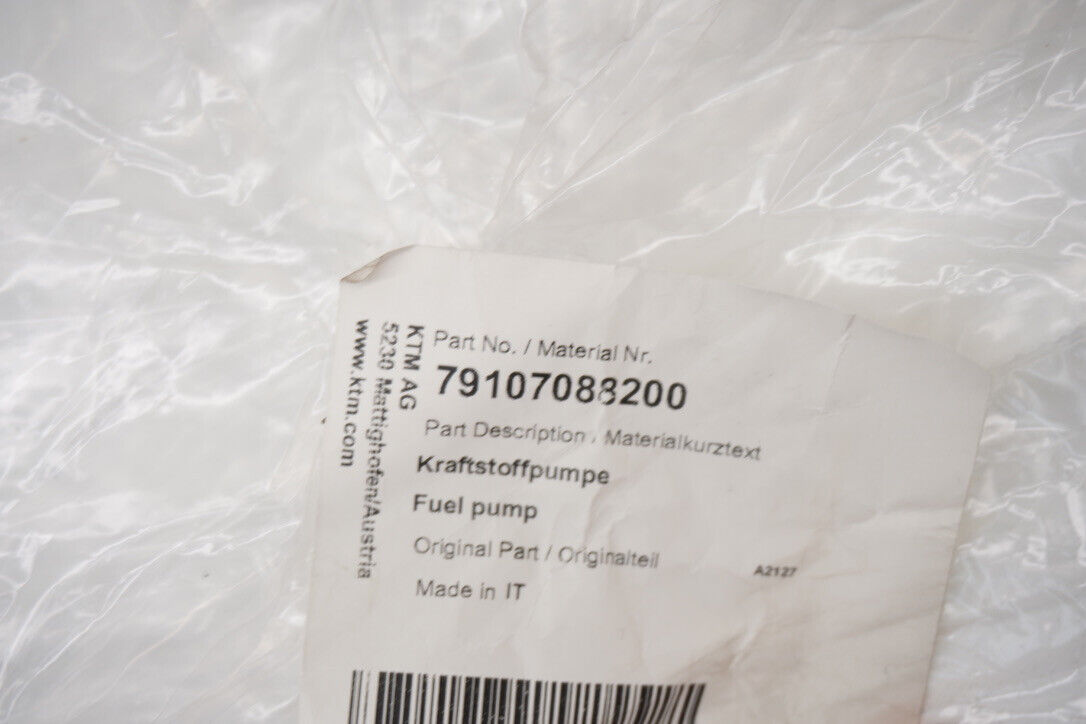 KTM AG
5230 Mattighofen/Austria
www.ktm.com
Part No. / Material Nr.
79107088200
Part Description / Materialkurztext
Kraftstoffpumpe
Fuel pump
Original Part / Originalteil
A2127
Made in IT